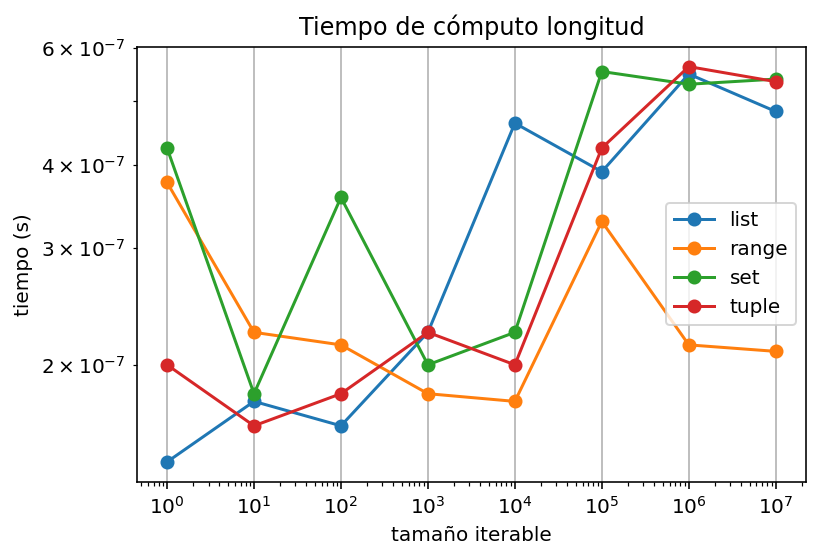 Tiempo de cómputo longitud
6 × 10⁻⁷
4 × 10⁻⁷
3 × 10⁻⁷
2 × 10⁻⁷
tiempo (s)
list
range
set
tuple
10⁰ 10¹ 10² 10³ 10⁴ 10⁵ 10⁶ 10⁷
tamaño iterable